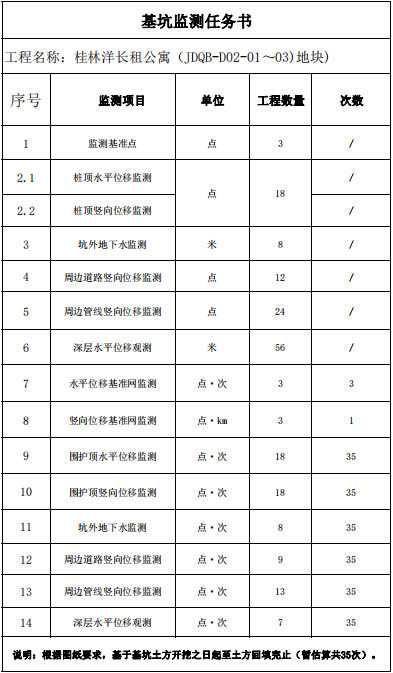 基坑监测任务书
工程名称：桂林洋长租公寓（JDQB-D02-01～03)地块)
序号 监测项目 单位 工程数量 次数
1 监测基准点 点 3 /
2.1 桩顶水平位移监测 点 18 /
2.2 桩顶竖向位移监测 /
3 坑外地下水监测 米 8 /
4 周边道路竖向位移监测 点 12 /
5 周边管线竖向位移监测 点 24 /
6 深层水平位移观测 米 56 /
7 水平位移基准网监测 点·次 3 3
8 竖向位移基准网监测 点·km 3 1
9 围护顶水平位移监测 点·次 18 35
10 围护顶竖向位移监测 点·次 18 35
11 坑外地下水监测 点·次 8 35
12 周边道路竖向位移监测 点·次 9 35
13 周边管线竖向位移监测 点·次 13 35
14 深层水平位移观测 点·次 7 35
说明：根据图纸要求，基于基坑土方开挖之日起至土方回填完止（暂估算共35次）。